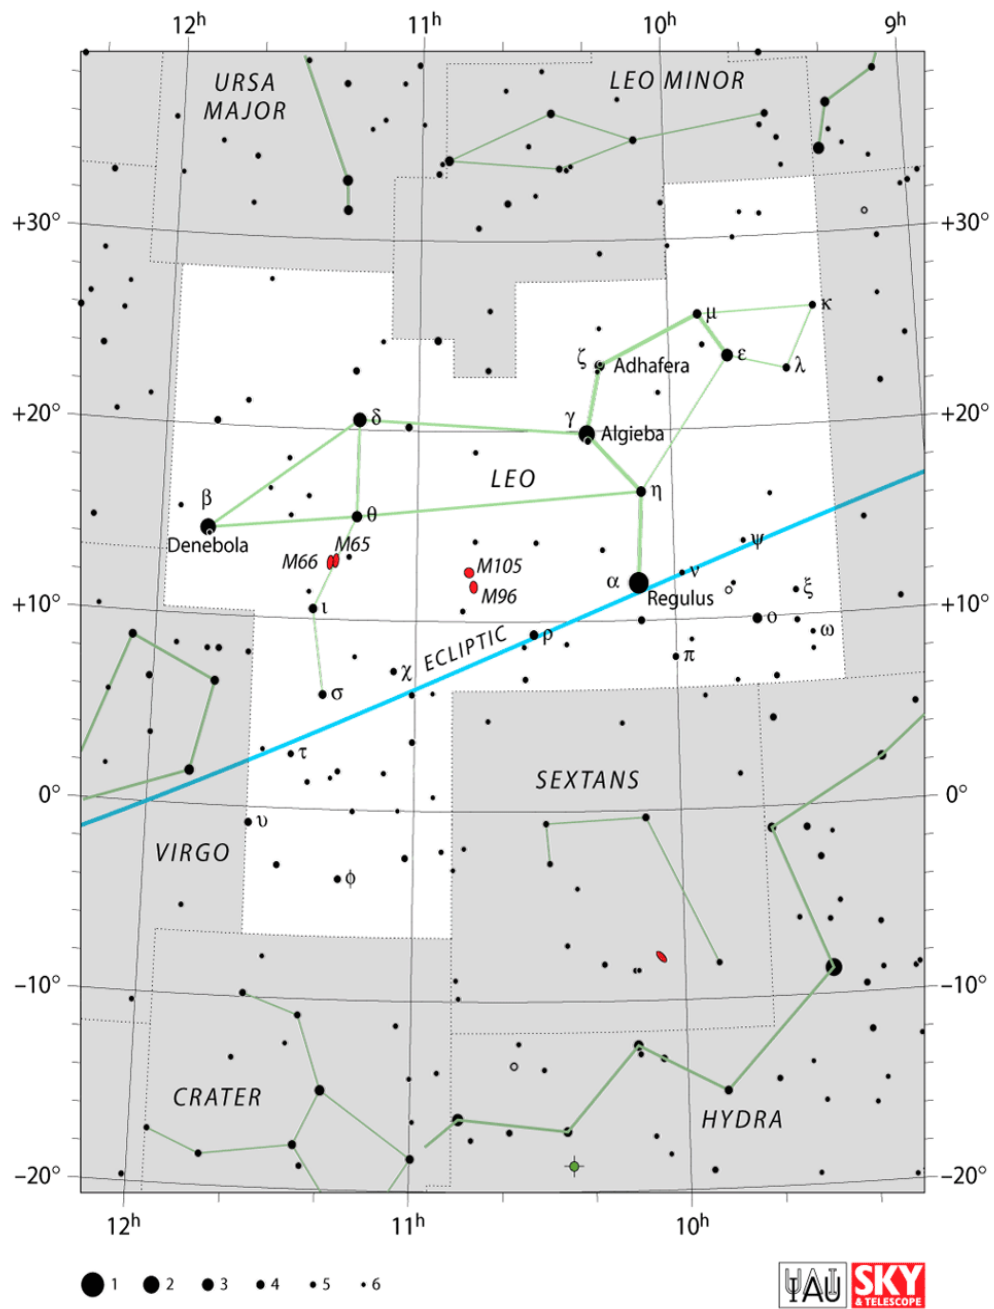 12h 11h 10h 9h
URSA
MAJOR
LEO MINOR
+30° +30°
μ κ
ζ Adhafera ε λ
+20° δ γ Algieba +20°
LEO
β η
Denebola θ
M66 M65 ψ
M105 α ν
M96 Regulus ♂ ξ
+10° ι +10°
ECLIPTIC ρ ο ω
χ π
σ
τ
SEXTANS
0° 0°
υ
VIRGO
ϕ
−10° −10°
CRATER
HYDRA
−20° −20°
12h 11h 10h
1 2 3 4 5 6
IAU
SKY
& TELESCOPE